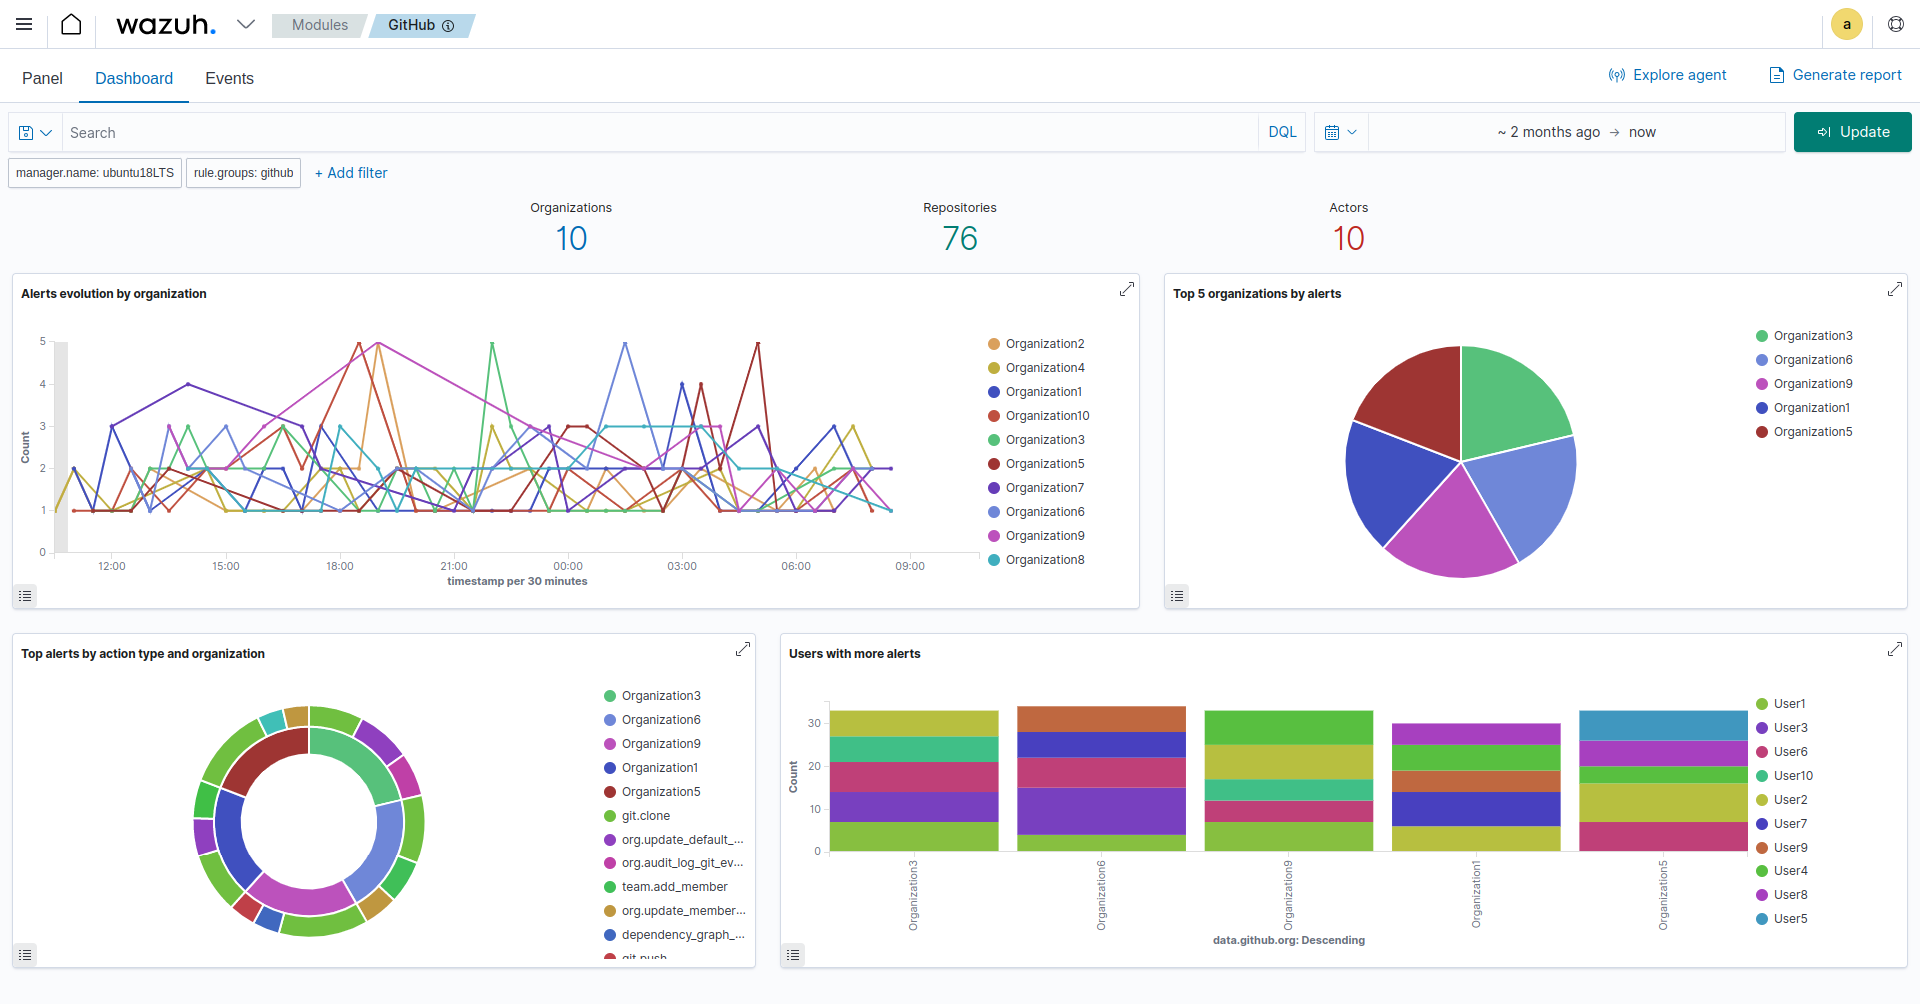 wazuh.
Modules
GitHub
a
Panel
Dashboard
Events
Explore agent
Generate report
Search
DQL
~ 2 months ago → now
Update
manager.name: ubuntu18LTS
rule.groups: github
+ Add filter
Organizations
10
Repositories
76
Actors
10
Alerts evolution by organization
5
4
3
2
1
0
Count
12:00
15:00
18:00
21:00
00:00
03:00
06:00
09:00
timestamp per 30 minutes
Organization2
Organization4
Organization1
Organization10
Organization3
Organization5
Organization7
Organization6
Organization9
Organization8
Top 5 organizations by alerts
Organization3
Organization6
Organization9
Organization1
Organization5
Top alerts by action type and organization
Organization3
Organization6
Organization9
Organization1
Organization5
git.clone
org.update_default_...
org.audit_log_git_ev...
team.add_member
org.update_member...
dependency_graph_...
git.push
Users with more alerts
30
20
10
0
Count
Organization3
Organization6
Organization9
Organization1
Organization5
data.github.org: Descending
User1
User3
User6
User10
User2
User7
User9
User4
User8
User5